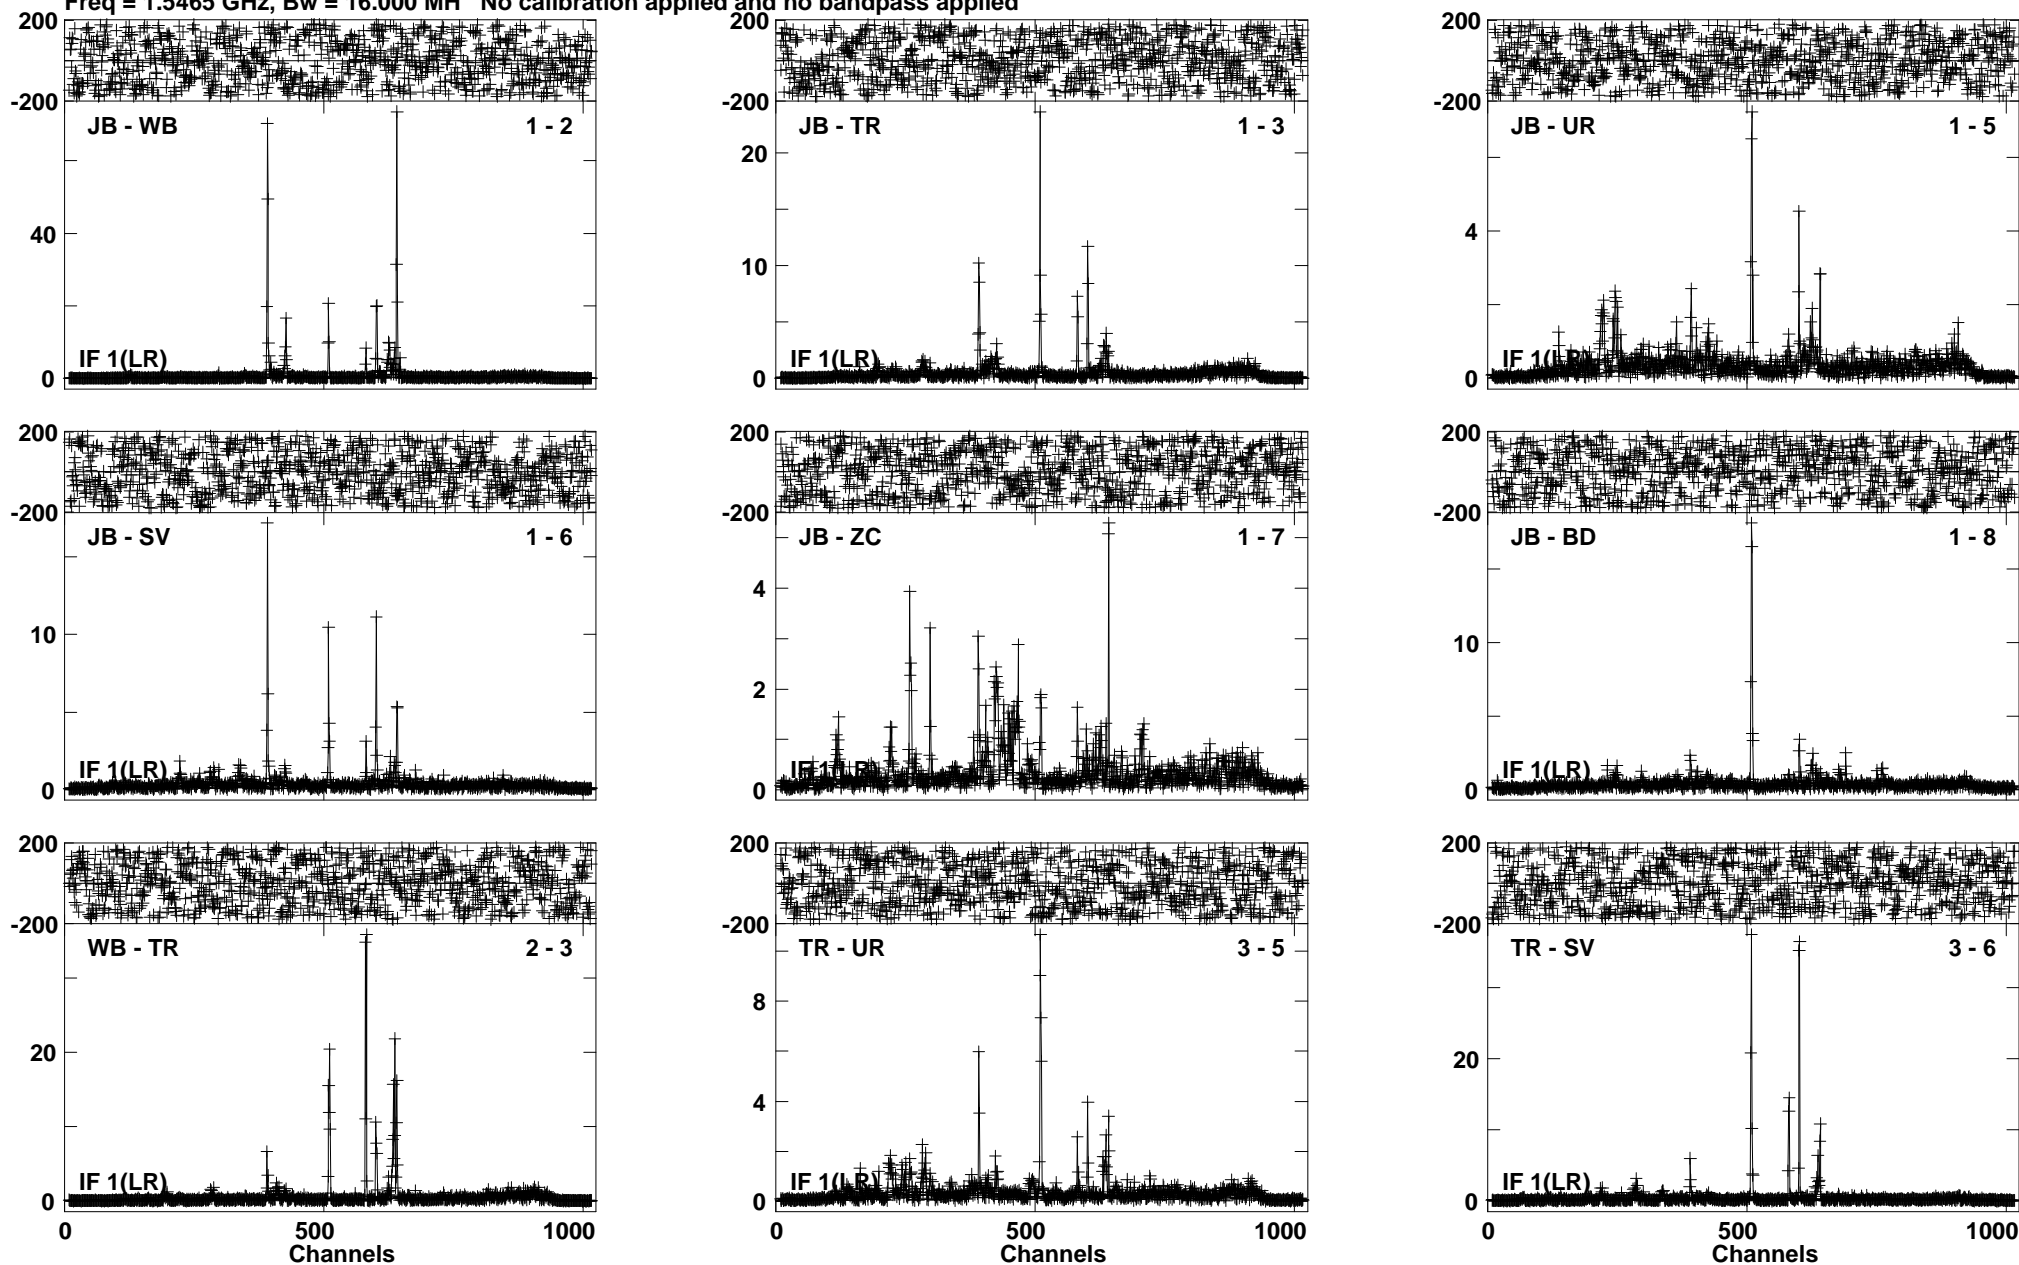 Freq = 1.5465 GHz, Bw = 16.000 MH No calibration applied and no bandpass applied
200
-200
JB - WB 1 - 2
40
IF 1(LR)
0
200
-200
JB - TR 1 - 3
20
10
IF 1(LR)
0
200
-200
JB - UR 1 - 5
4
IF 1(LR)
0
200
-200
JB - SV 1 - 6
10
IF 1(LR)
0
200
-200
JB - ZC 1 - 7
4
2
IF 1(LR)
0
200
-200
JB - BD 1 - 8
10
IF 1(LR)
0
200
-200
WB - TR 2 - 3
20
IF 1(LR)
0
0 500 1000
Channels
200
-200
TR - UR 3 - 5
8
4
IF 1(LR)
0
0 500 1000
Channels
200
-200
TR - SV 3 - 6
20
IF 1(LR)
0
0 500 1000
Channels